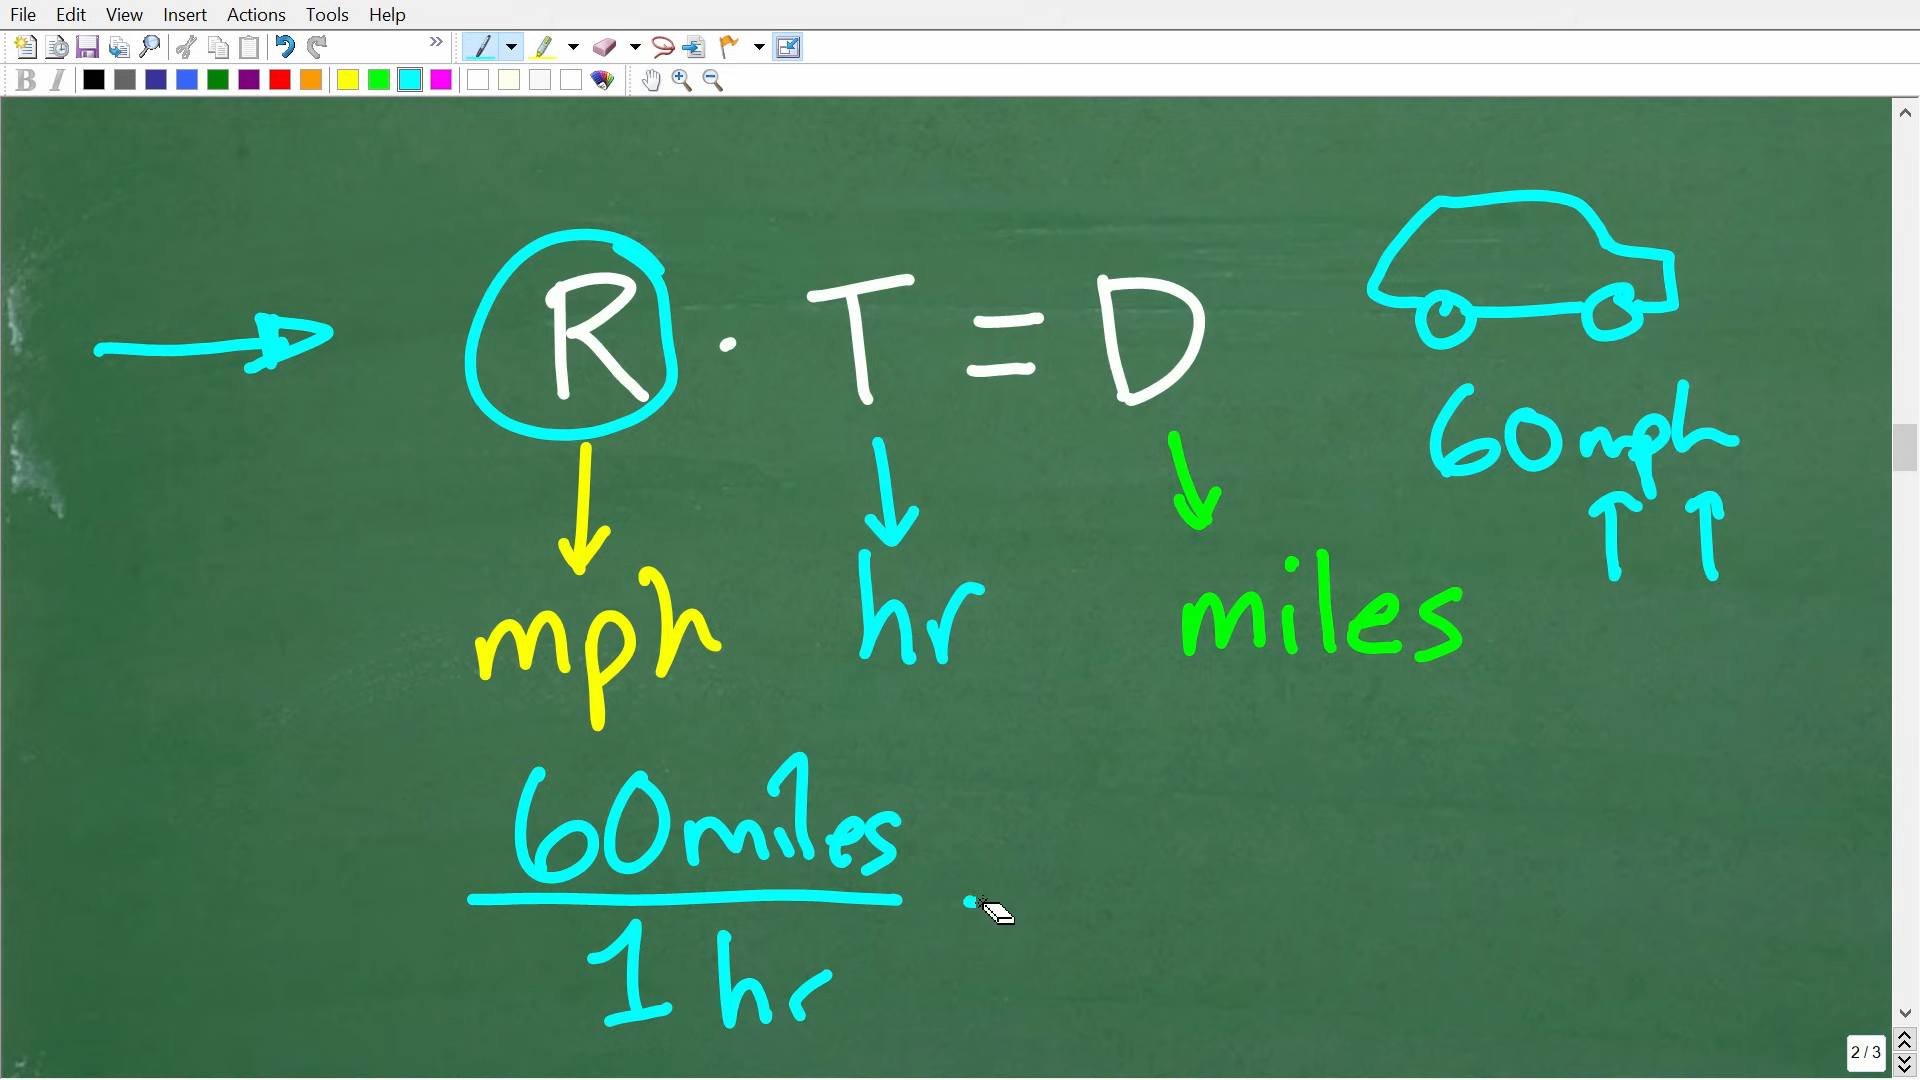 File Edit View Insert Actions Tools Help
B I
R · T = D
60 mph
mph hr miles
60 miles
1 hr
2 / 3